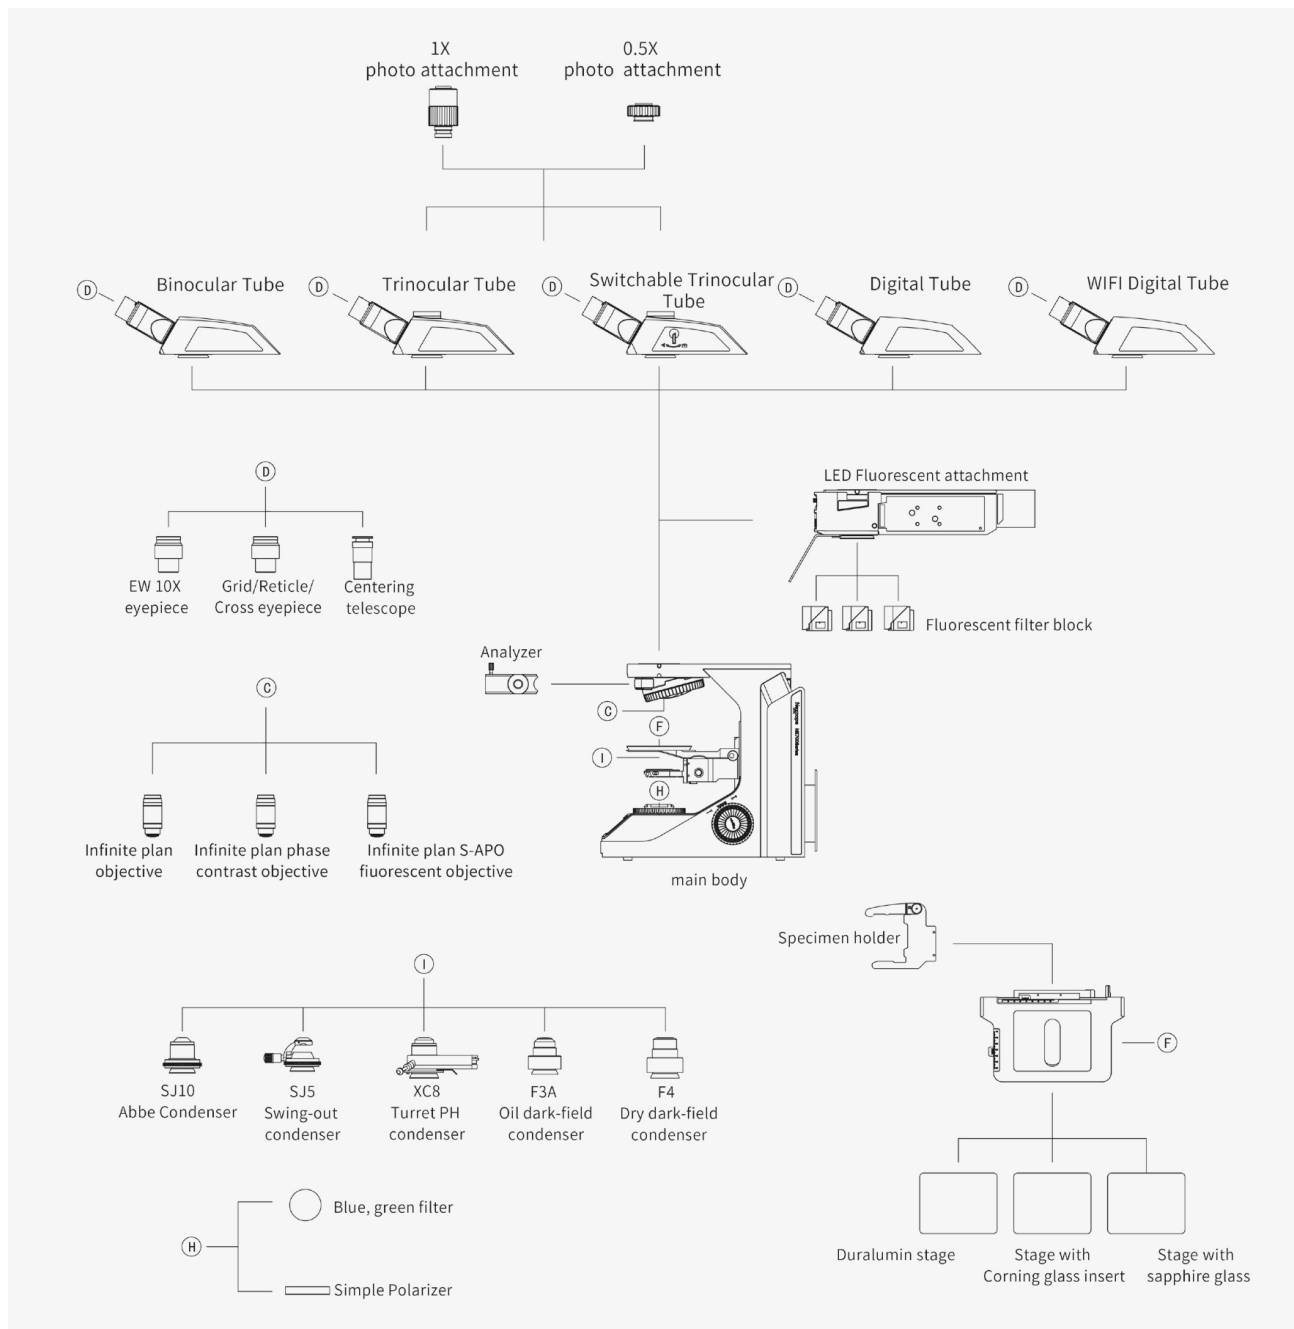 1X
photo attachment
0.5X
photo attachment
D
Binocular Tube
D
Trinocular Tube
D
Switchable Trinocular
Tube
D
Digital Tube
D
WIFI Digital Tube
D
EW 10X
eyepiece
Grid/Reticle/
Cross eyepiece
Centering
telescope
LED Fluorescent attachment
Fluorescent filter block
Analyzer
C
F
I
H
main body
C
Infinite plan
objective
Infinite plan phase
contrast objective
Infinite plan S-APO
fiuorescent objective
Specimen holder
F
I
SJ10
Abbe Condenser
SJ5
Swing-out
condenser
XC8
Turret PH
condenser
F3A
Oil dark-field
condenser
F4
Dry dark-field
condenser
Duralumin stage
Stage with
Corning glass insert
Stage with
sapphire glass
H
Blue, green filter
Simple Polarizer